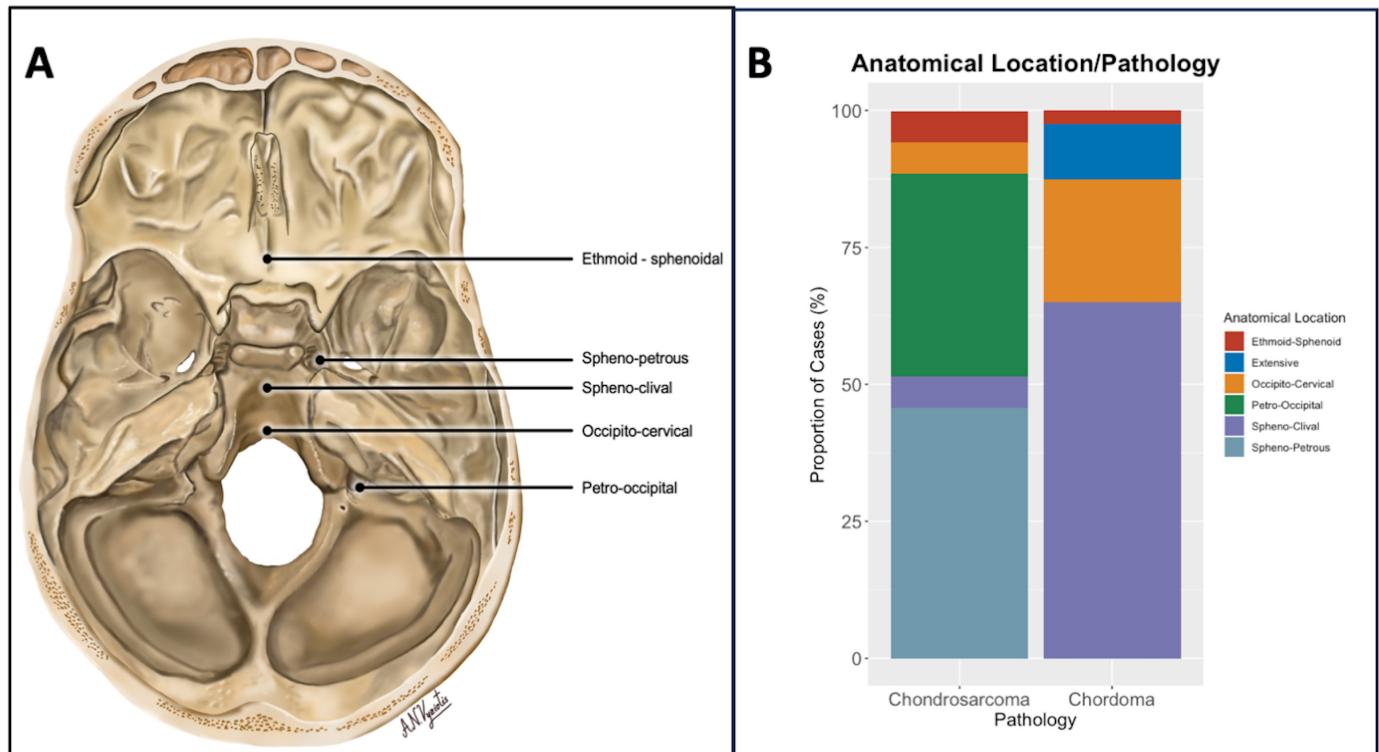 A
Ethmoid - sphenoidal
Spheno-petrous
Spheno-clival
Occipito-cervical
Petro-occipital
B
Anatomical Location/Pathology
100
75
50
25
0
Proportion of Cases (%)
Chondrosarcoma
Chordoma
Pathology
Anatomical Location
Ethmoid-Sphenoid
Extensive
Occipito-Cervical
Petro-Occipital
Spheno-Clival
Spheno-Petrous